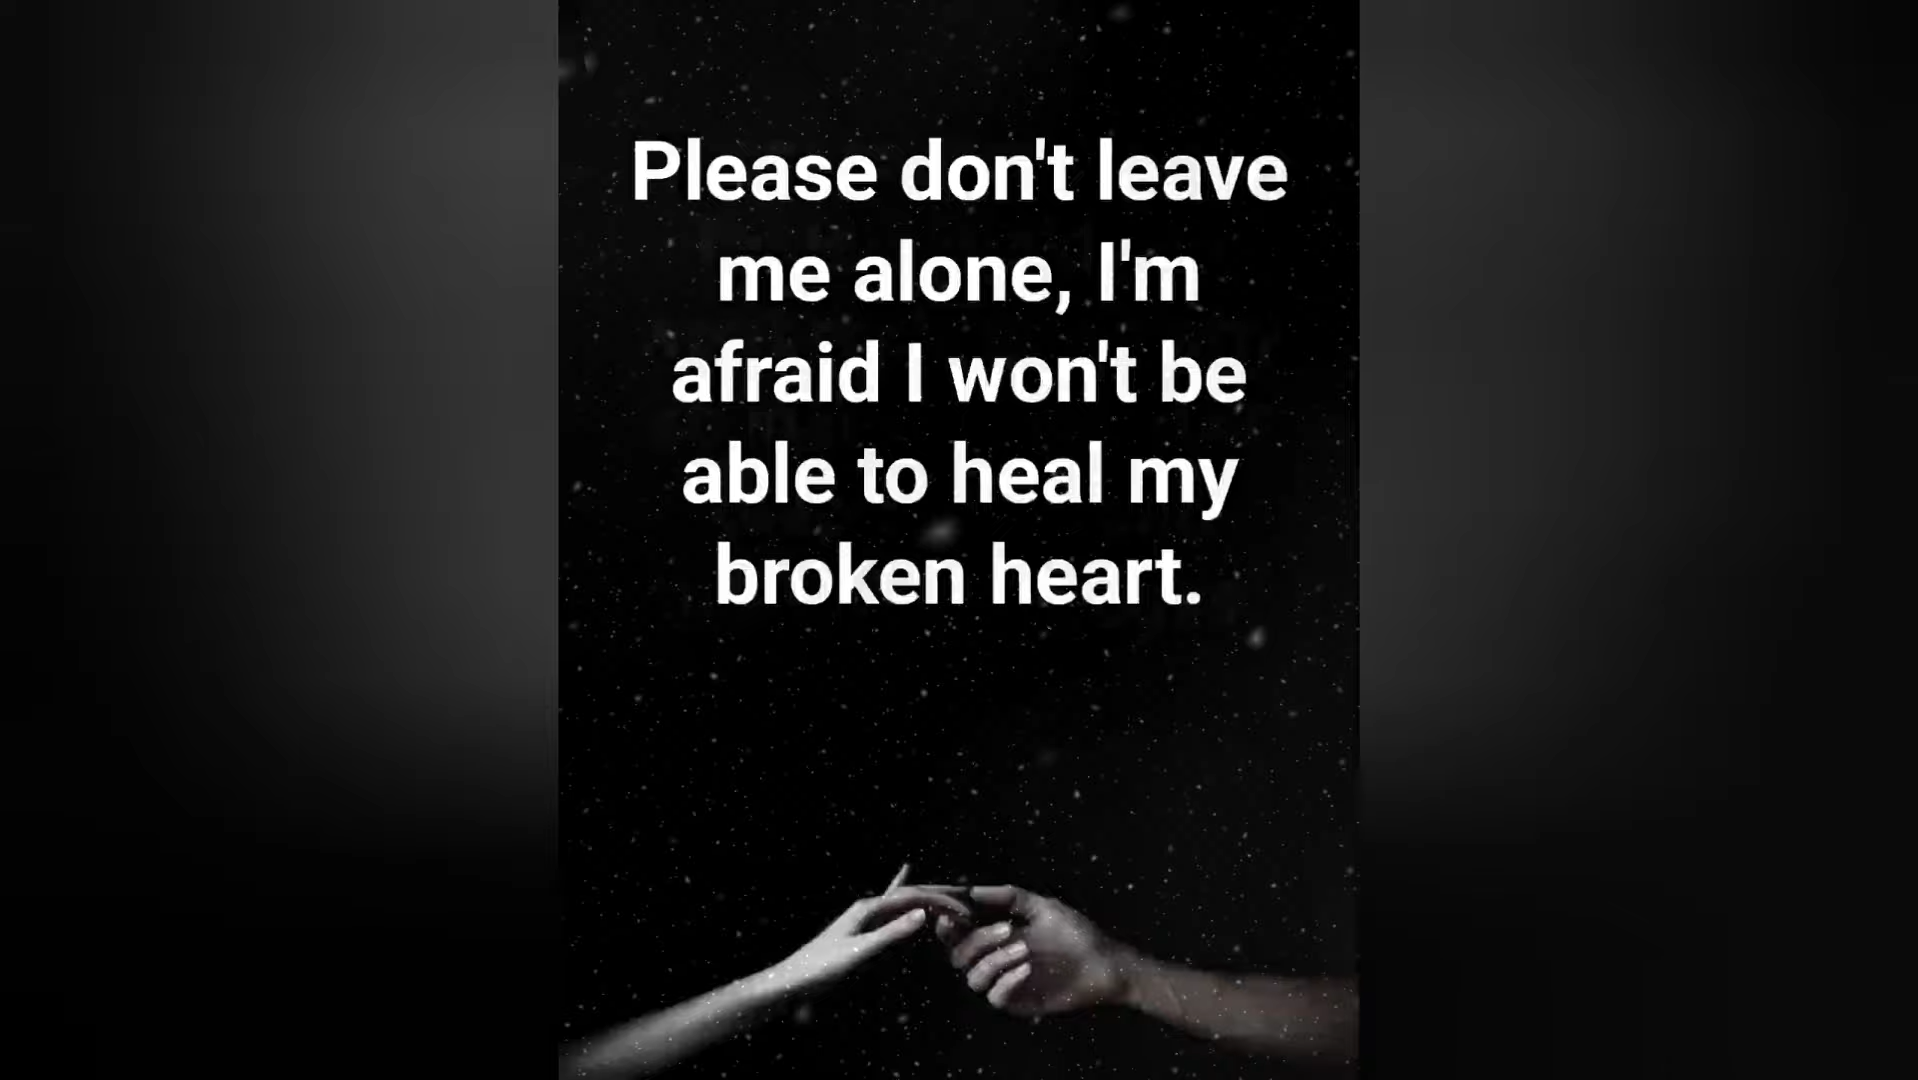 Please don't leave
me alone, I'm
afraid I won't be
able to heal my
broken heart.